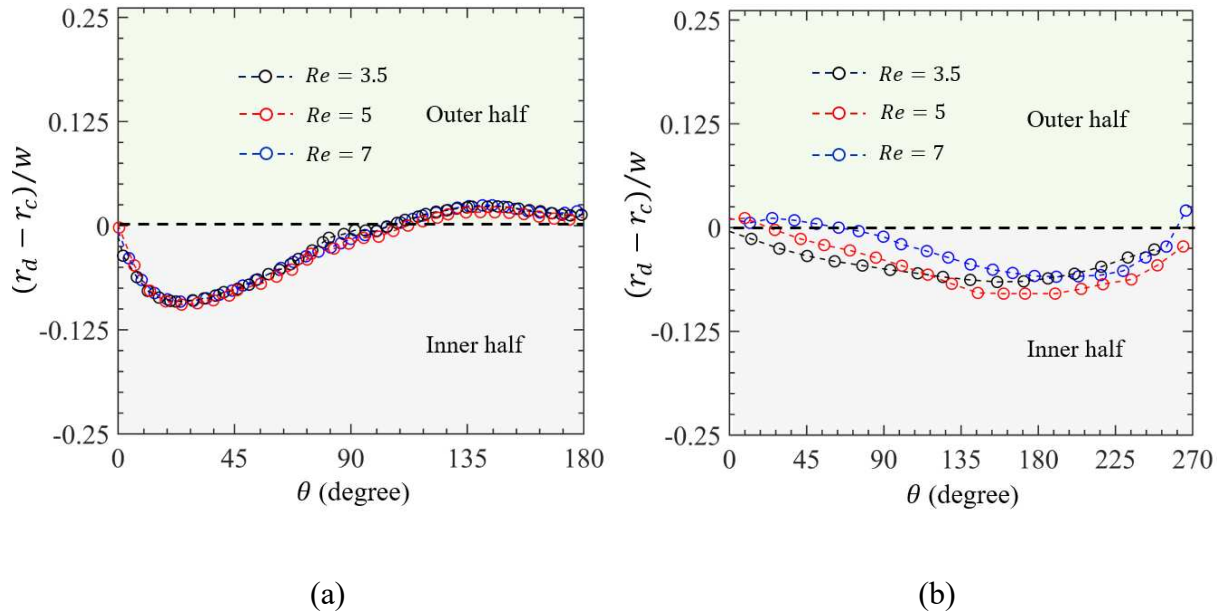 0.25
0.125
0
-0.125
-0.25
(r_d − r_c)/w
Re = 3.5
Re = 5
Re = 7
Outer half
Inner half
0 45 90 135 180
θ (degree)
(a)
0.25
0.125
0
-0.125
-0.25
(r_d − r_c)/w
Re = 3.5
Re = 5
Re = 7
Outer half
Inner half
0 45 90 135 180 225 270
θ (degree)
(b)